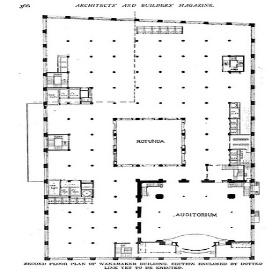 366
ARCHITECTS' AND BUILDERS' MAGAZINE.
ROTUNDA
AUDITORIUM
SECOND FLOOR PLAN OF WANAMAKER BUILDING, SECTION ENCLOSED BY DOTTED
LINE YET TO BE ERECTED.